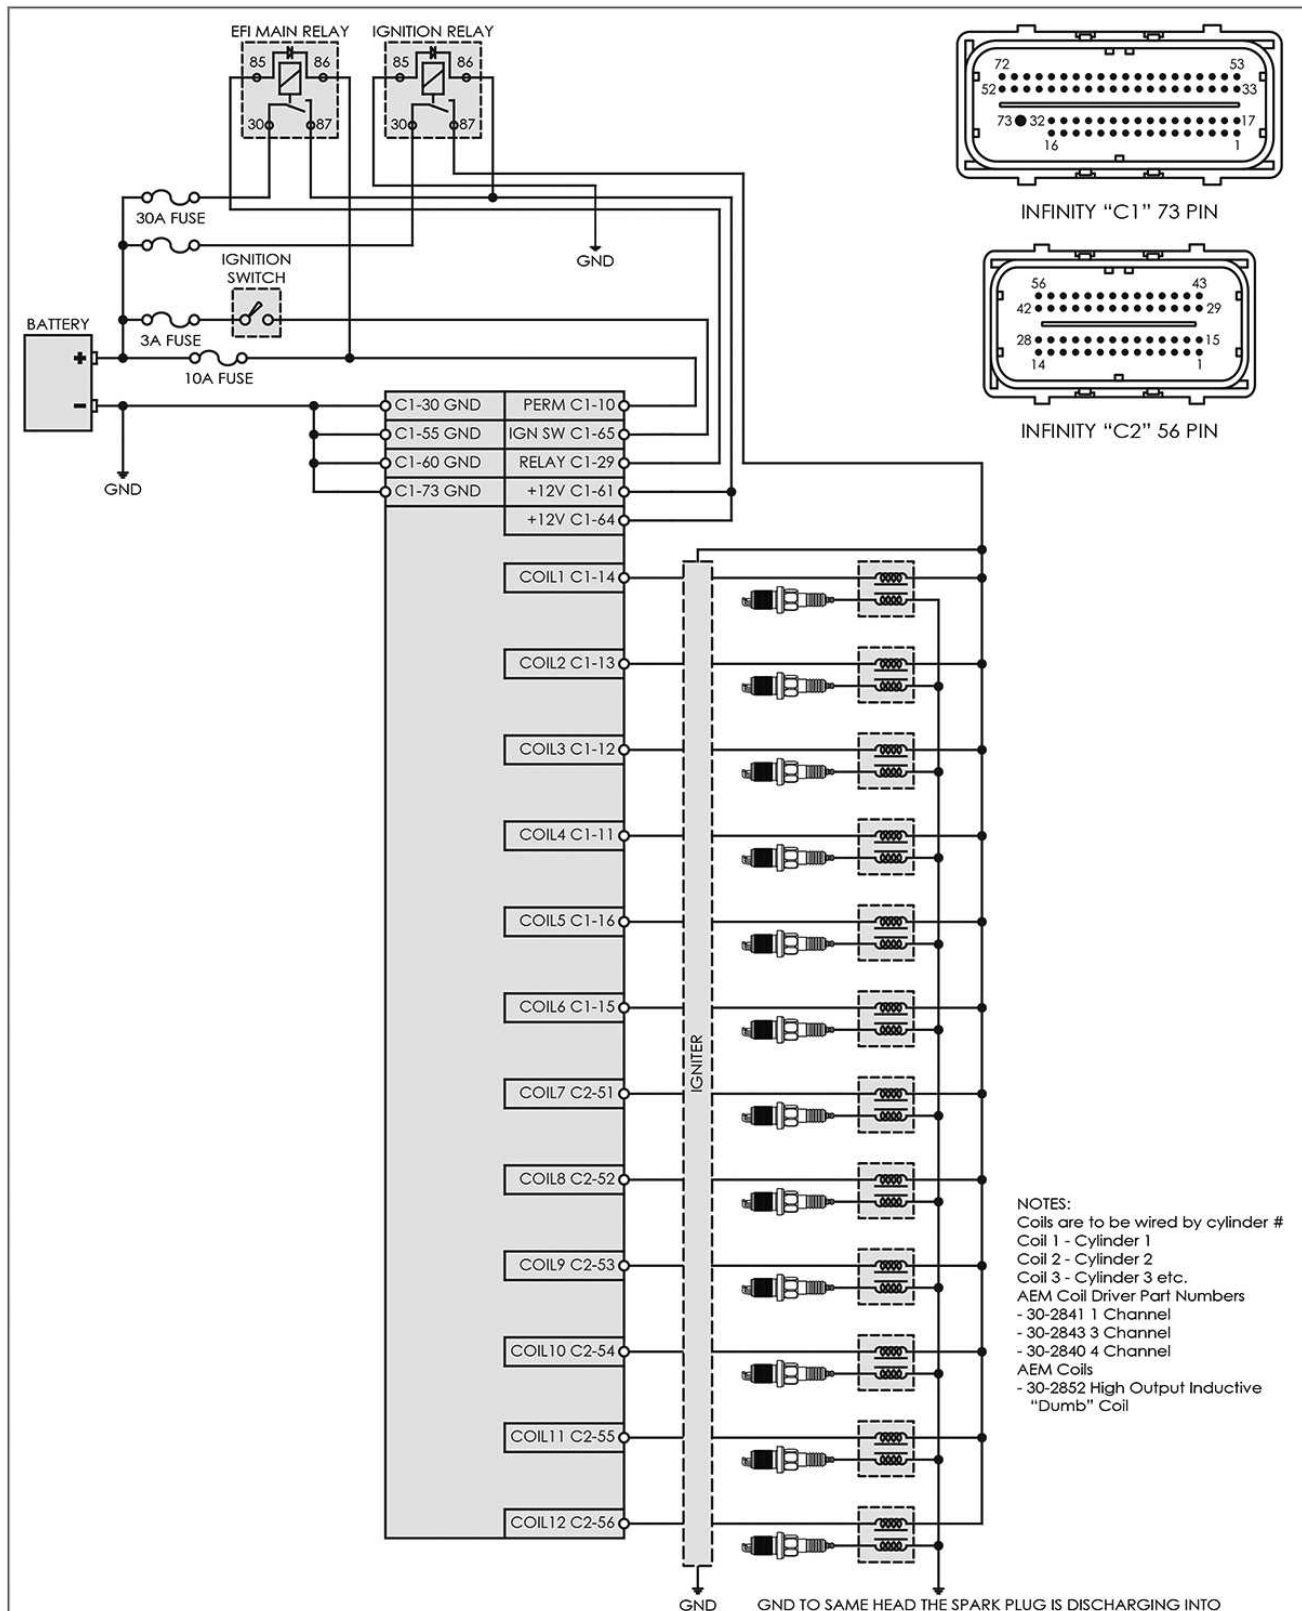 EFI MAIN RELAY
IGNITION RELAY
85
86
85
86
30
87
30
87
30A FUSE
IGNITION
SWITCH
GND
3A FUSE
BATTERY
+
-
10A FUSE
GND
72
53
52
33
73
32
17
16
1
INFINITY “C1” 73 PIN
56
43
42
29
28
15
14
1
INFINITY “C2” 56 PIN
C1-30 GND
PERM C1-10
C1-55 GND
IGN SW C1-65
C1-60 GND
RELAY C1-29
C1-73 GND
+12V C1-61
+12V C1-64
COIL1 C1-14
COIL2 C1-13
COIL3 C1-12
COIL4 C1-11
COIL5 C1-16
COIL6 C1-15
COIL7 C2-51
COIL8 C2-52
COIL9 C2-53
COIL10 C2-54
COIL11 C2-55
COIL12 C2-56
IGNITER
NOTES:
Coils are to be wired by cylinder #
Coil 1 - Cylinder 1
Coil 2 - Cylinder 2
Coil 3 - Cylinder 3 etc.
AEM Coil Driver Part Numbers
- 30-2841 1 Channel
- 30-2843 3 Channel
- 30-2840 4 Channel
AEM Coils
- 30-2852 High Output Inductive
“Dumb” Coil
GND
GND TO SAME HEAD THE SPARK PLUG IS DISCHARGING INTO